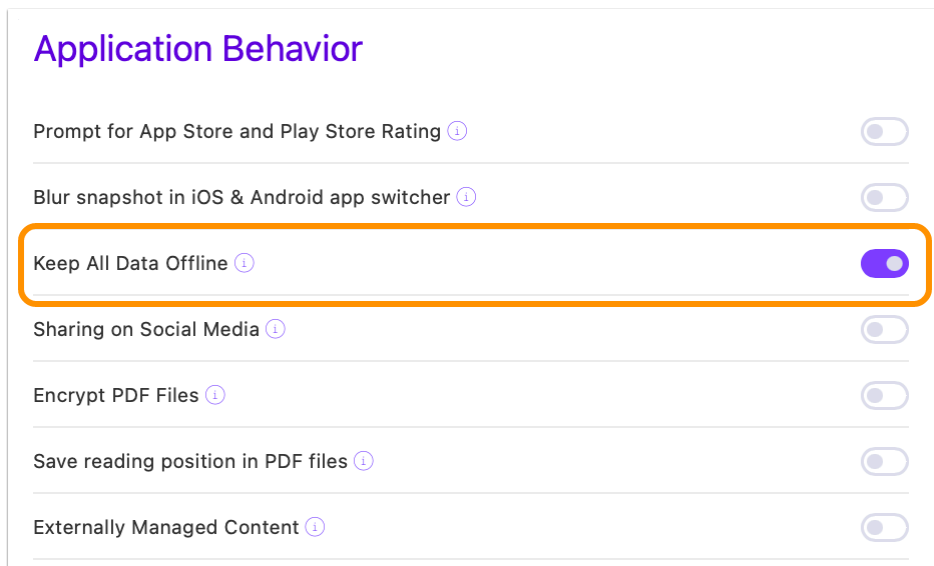 Application Behavior
Prompt for App Store and Play Store Rating
Blur snapshot in iOS & Android app switcher
Keep All Data Offline
Sharing on Social Media
Encrypt PDF Files
Save reading position in PDF files
Externally Managed Content